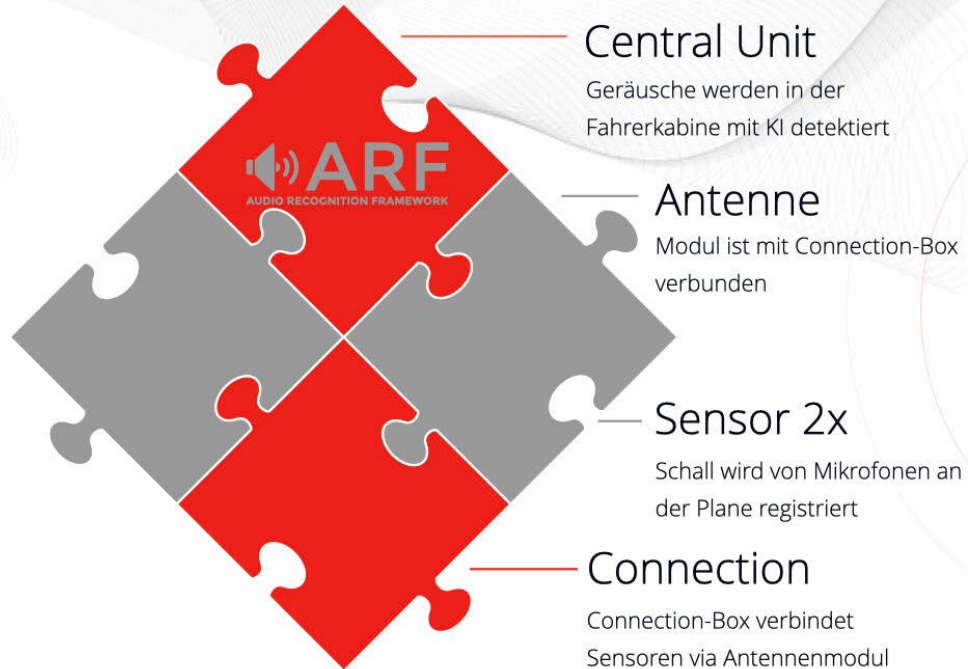 Central Unit
Geräusche werden in der
Fahrerkabine mit KI detektiert
ARF
AUDIO RECOGNITION FRAMEWORK
Antenne
Modul ist mit Connection-Box
verbunden
Sensor 2x
Schall wird von Mikrofonen an
der Plane registriert
Connection
Connection-Box verbindet
Sensoren via Antennenmodul